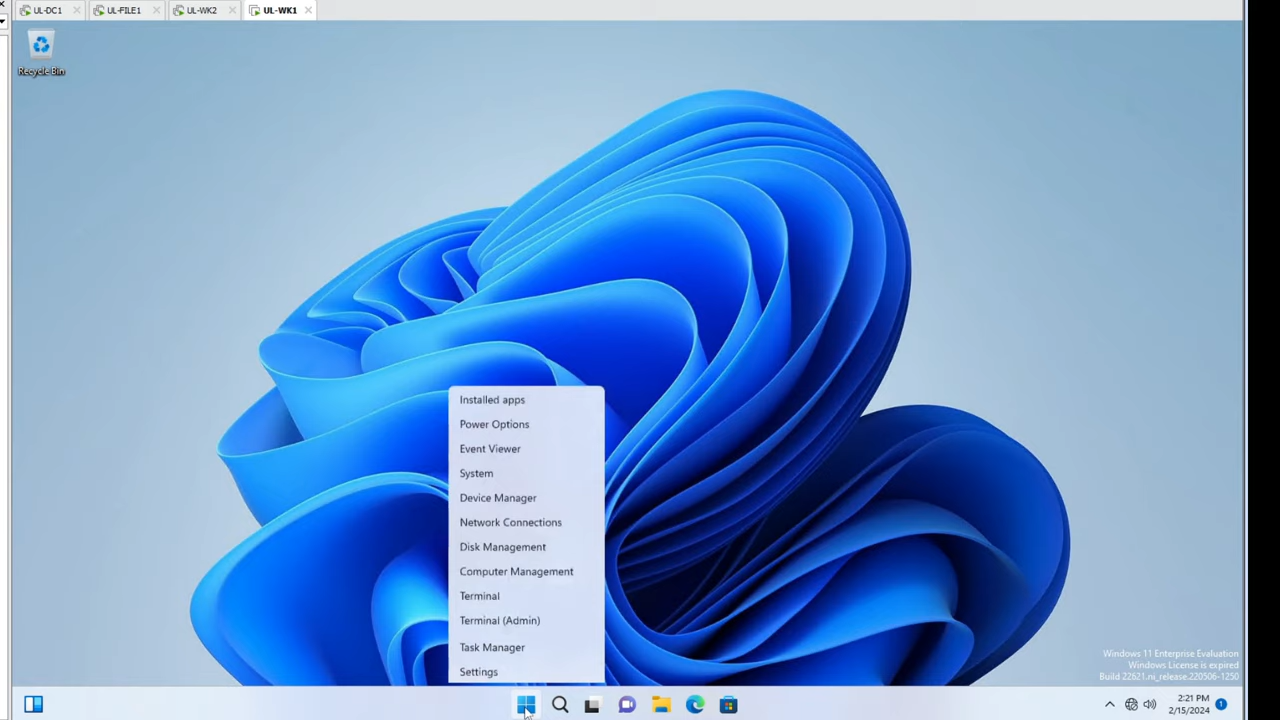 UL-DC1
UL-FILE1
UL-WK2
UL-WK1
Recycle Bin
Installed apps
Power Options
Event Viewer
System
Device Manager
Network Connections
Disk Management
Computer Management
Terminal
Terminal (Admin)
Task Manager
Settings
Windows 11 Enterprise Evaluation
Windows License is expired
Build 22621.ni_release.220506-1250
2:21 PM
2/15/2024
1